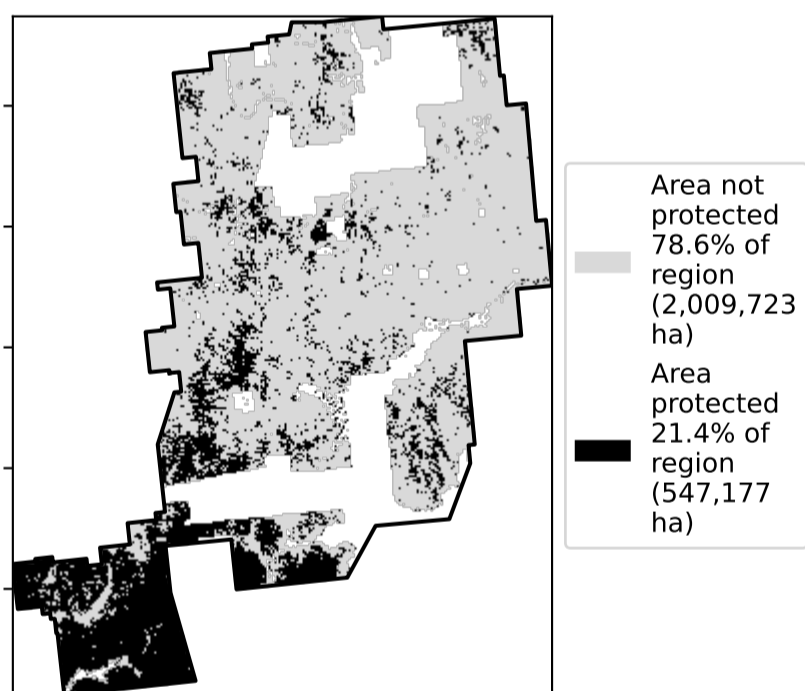 Area not
protected
78.6% of
region
(2,009,723
ha)
Area
protected
21.4% of
region
(547,177
ha)